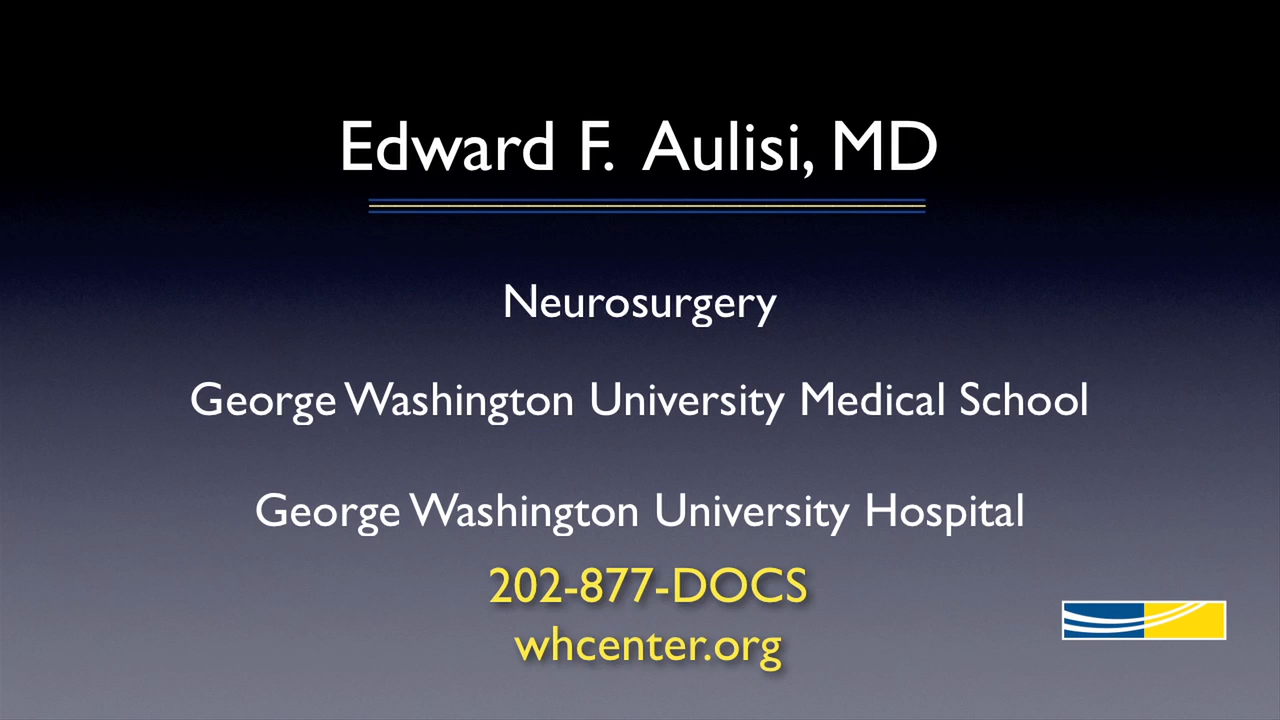 Edward F. Aulisi, MD
Neurosurgery
George Washington University Medical School
George Washington University Hospital
202-877-DOCS
whcenter.org